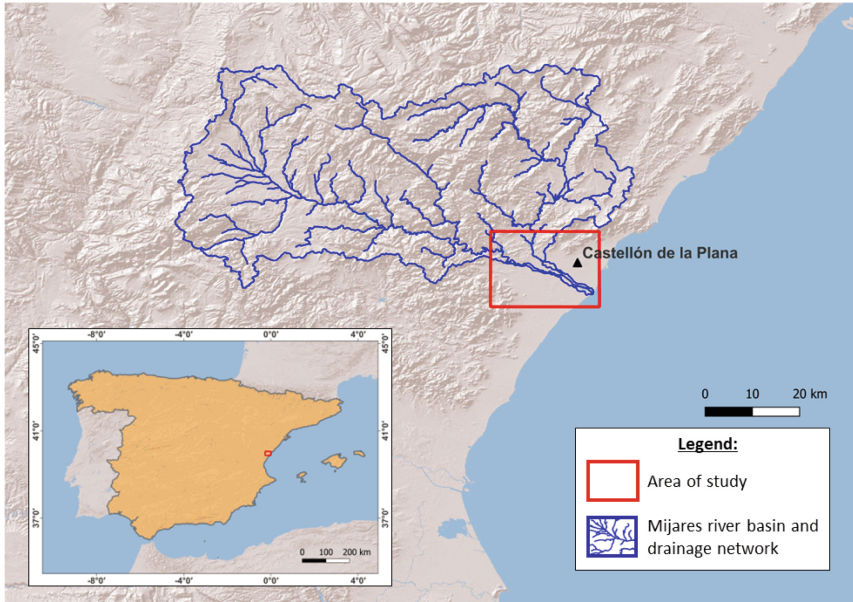 Castellón de la Plana
0 10 20 km
Legend:
Area of study
Mijares river basin and
drainage network
-8°0' -4°0' 0°0' 4°0'
45°0'
45°0'
41°0'
41°0'
37°0'
37°0'
0 100 200 km
-8°0' -4°0' 0°0' 4°0'